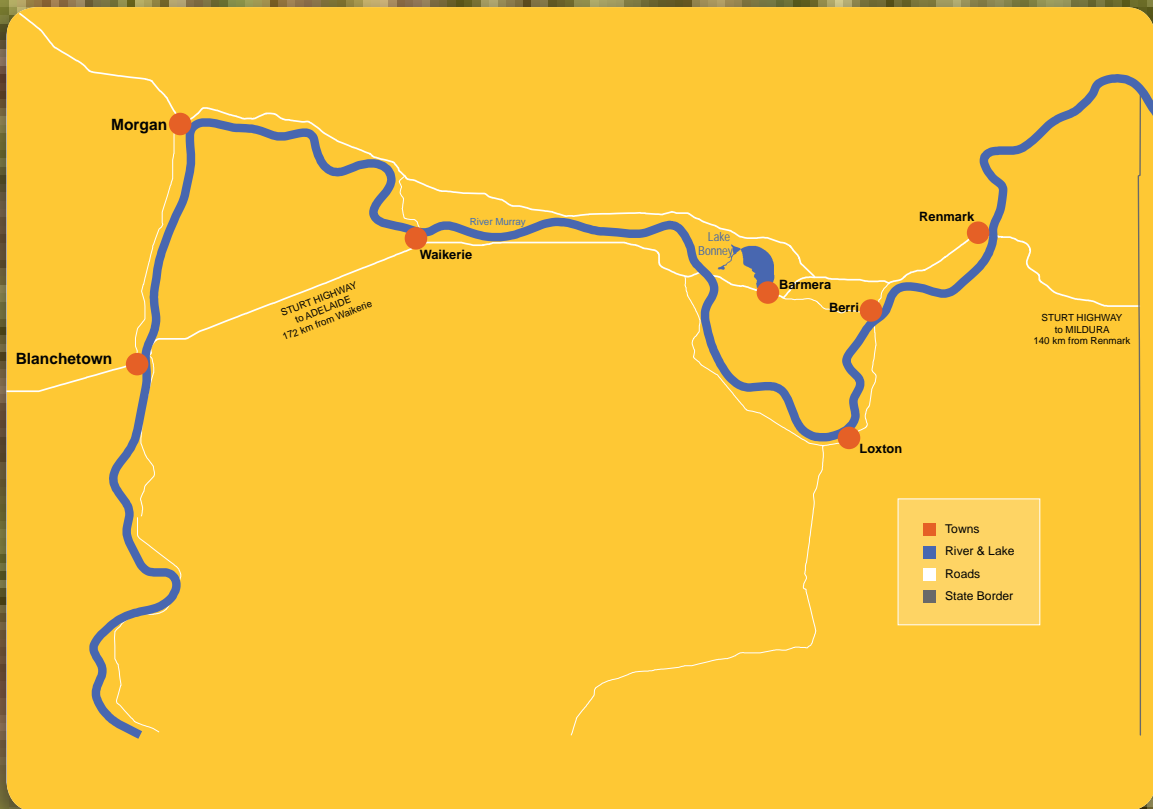 Morgan
Renmark
River Murray
Lake
Bonney
Waikerie
Barmera
Berri
STURT HIGHWAY
to ADELAIDE
172 km from Waikerie
STURT HIGHWAY
to MILDURA
140 km from Renmark
Blanchetown
Loxton
Towns
River & Lake
Roads
State Border